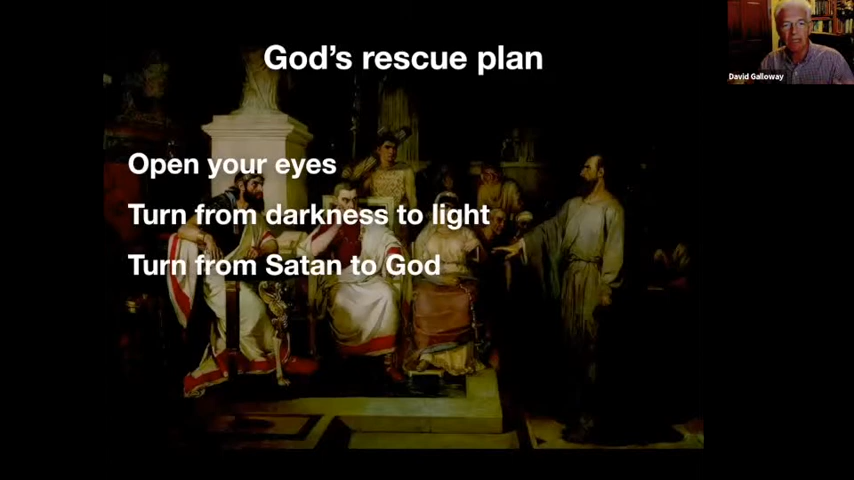 God's rescue plan
David Galloway
Open your eyes
Turn from darkness to light
Turn from Satan to God